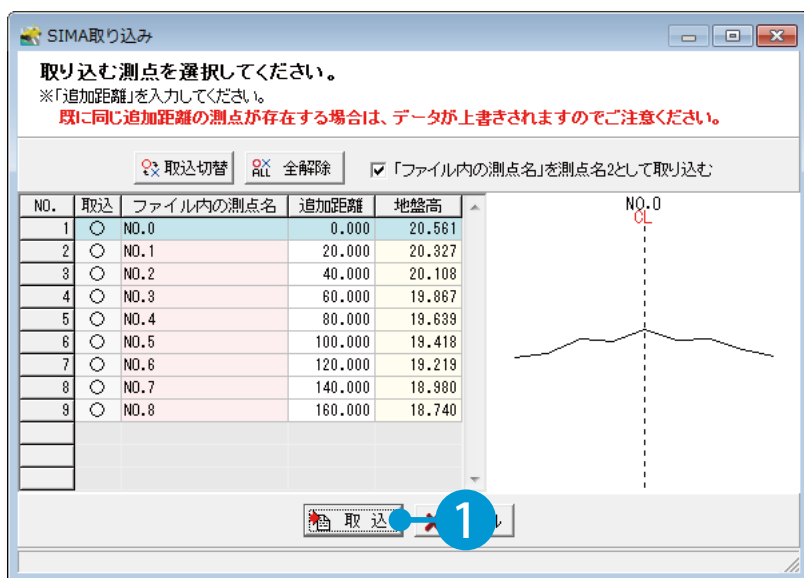 SIMA取り込み
取り込む測点を選択してください。
※「追加距離」を入力してください。
既に同じ追加距離の測点が存在する場合は、データが上書きされますのでご注意ください。
取込切替 ALL 全解除 「ファイル内の測点名」を測点名2として取り込む
NO. 取込 ファイル内の測点名 追加距離 地盤高
1 ○ NO.0 0.000 20.561
2 ○ NO.1 20.000 20.327
3 ○ NO.2 40.000 20.108
4 ○ NO.3 60.000 19.867
5 ○ NO.4 80.000 19.639
6 ○ NO.5 100.000 19.418
7 ○ NO.6 120.000 19.219
8 ○ NO.7 140.000 18.980
9 ○ NO.8 160.000 18.740
NO.0
CL
取 込 1 ル